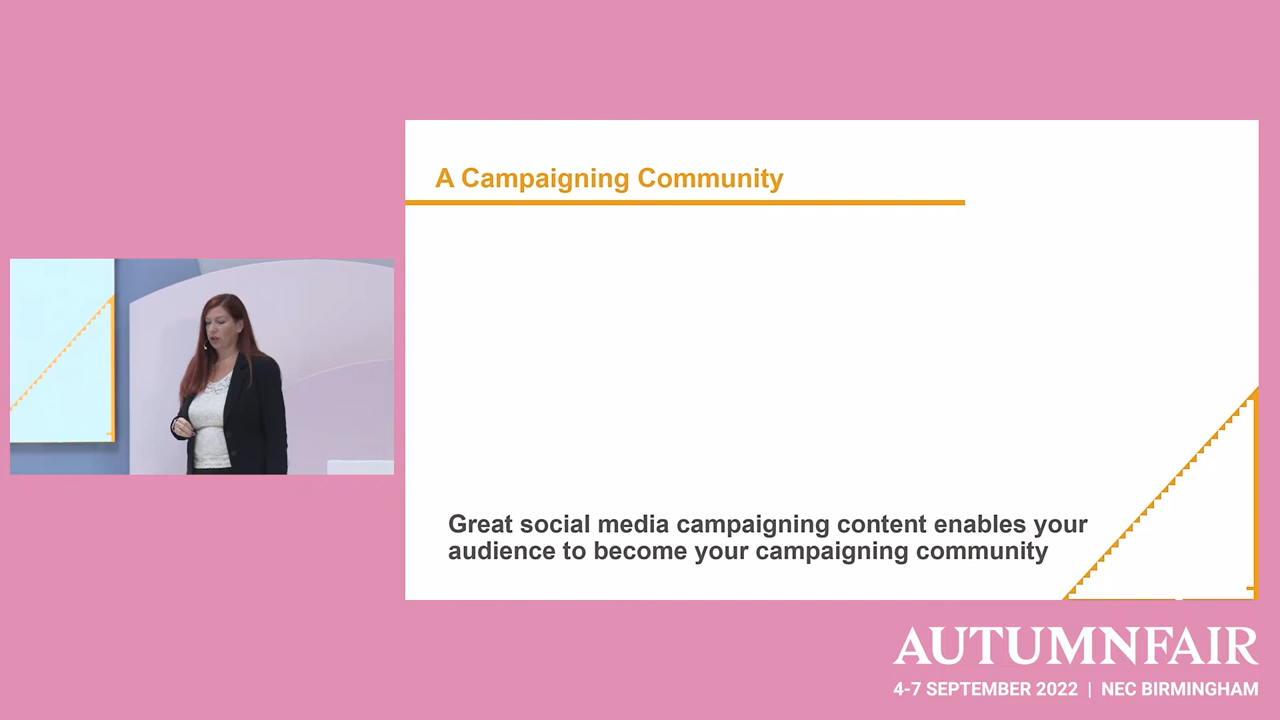 A Campaigning Community
Great social media campaigning content enables your
audience to become your campaigning community
AUTUMNFAIR
4-7 SEPTEMBER 2022 | NEC BIRMINGHAM